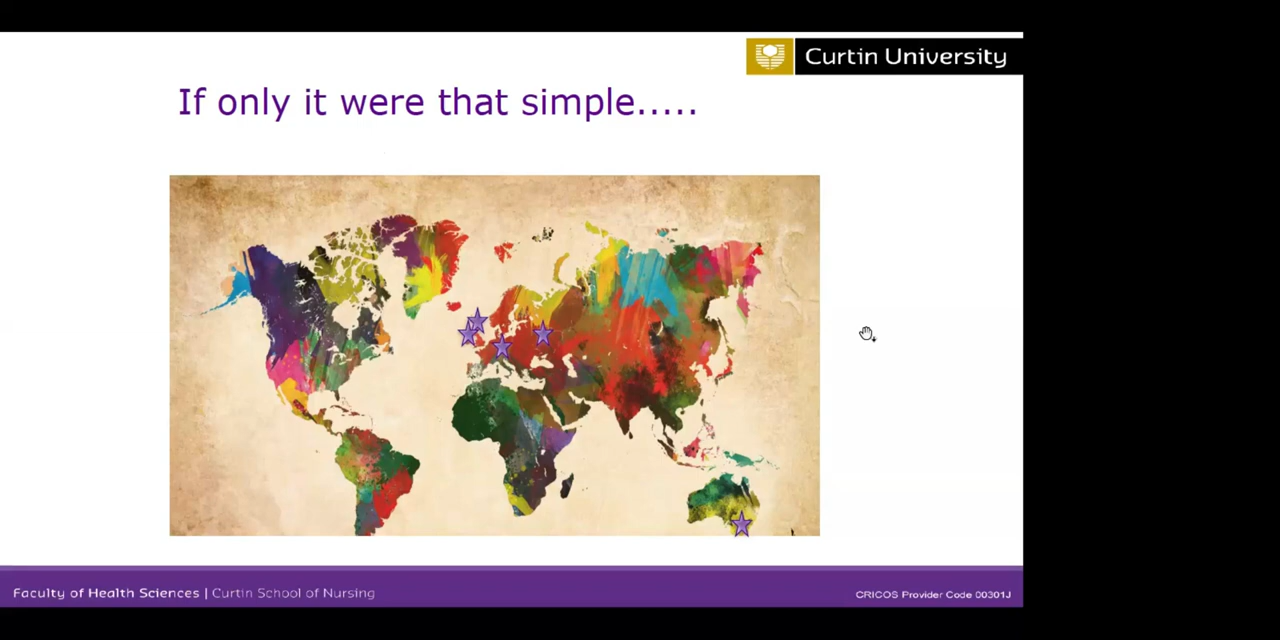 Curtin University
If only it were that simple.....
Faculty of Health Sciences | Curtin School of Nursing
CRICOS Provider Code 00301J